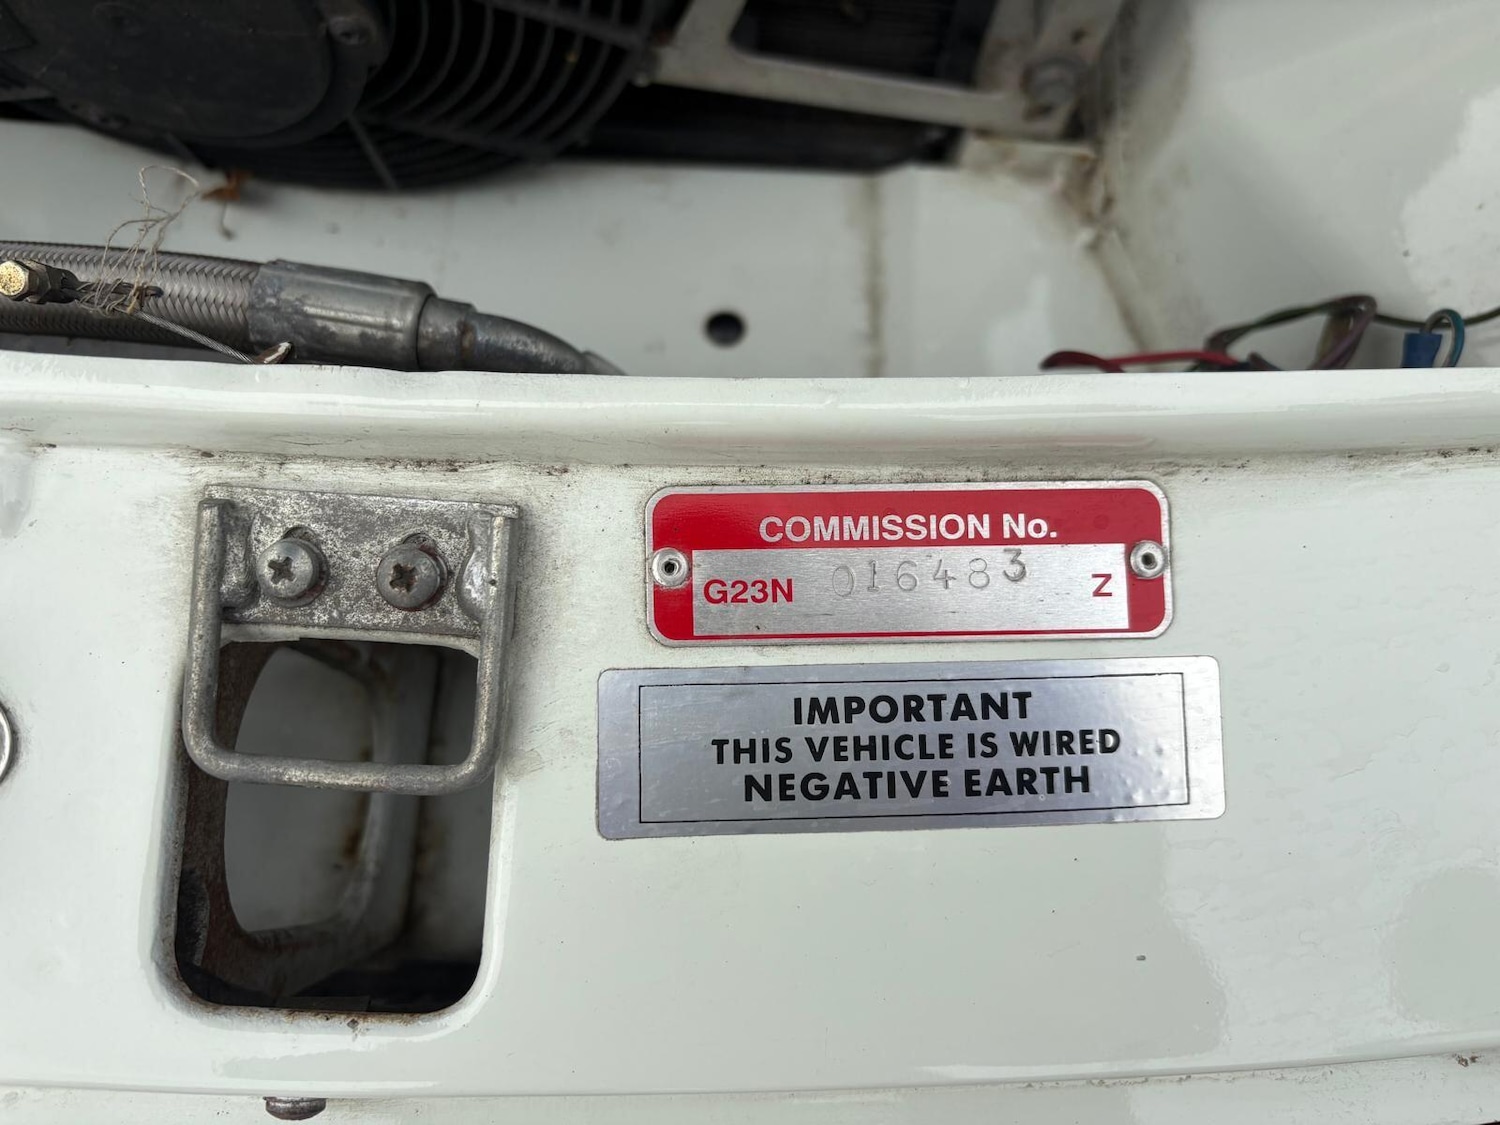 COMMISSION No.
G23N 016483 Z
IMPORTANT
THIS VEHICLE IS WIRED
NEGATIVE EARTH